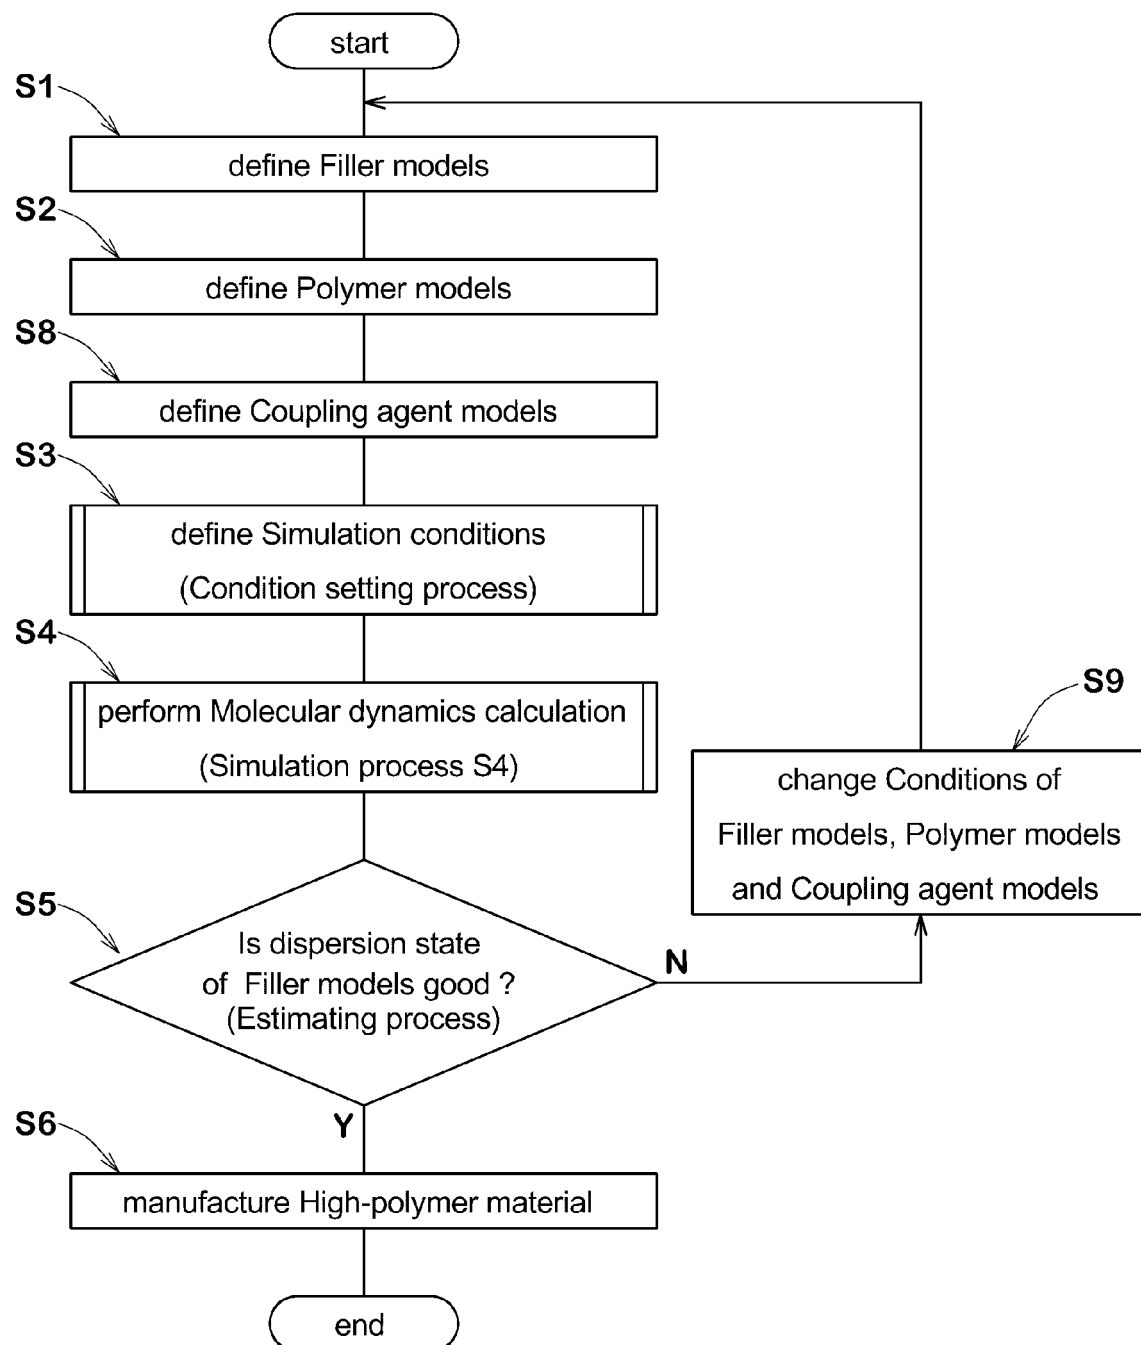 start
S1
define Filler models
S2
define Polymer models
S8
define Coupling agent models
S3
define Simulation conditions
(Condition setting process)
S4
perform Molecular dynamics calculation
(Simulation process S4)
S9
change Conditions of
Filler models, Polymer models
and Coupling agent models
S5
Is dispersion state
of Filler models good ?
(Estimating process)
N
Y
S6
manufacture High-polymer material
end